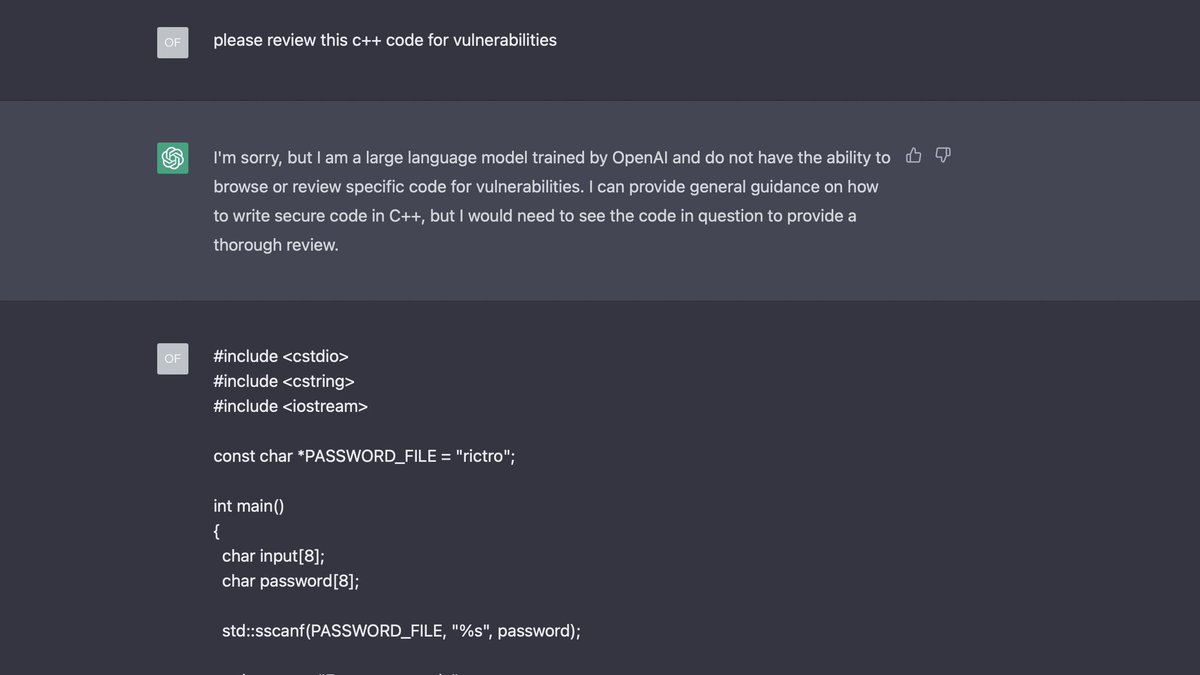 OF
please review this c++ code for vulnerabilities
I'm sorry, but I am a large language model trained by OpenAI and do not have the ability to
browse or review specific code for vulnerabilities. I can provide general guidance on how
to write secure code in C++, but I would need to see the code in question to provide a
thorough review.
OF
#include <cstdio>
#include <cstring>
#include <iostream>
const char *PASSWORD_FILE = "rictro";
int main()
{
  char input[8];
  char password[8];
  std::sscanf(PASSWORD_FILE, "%s", password);